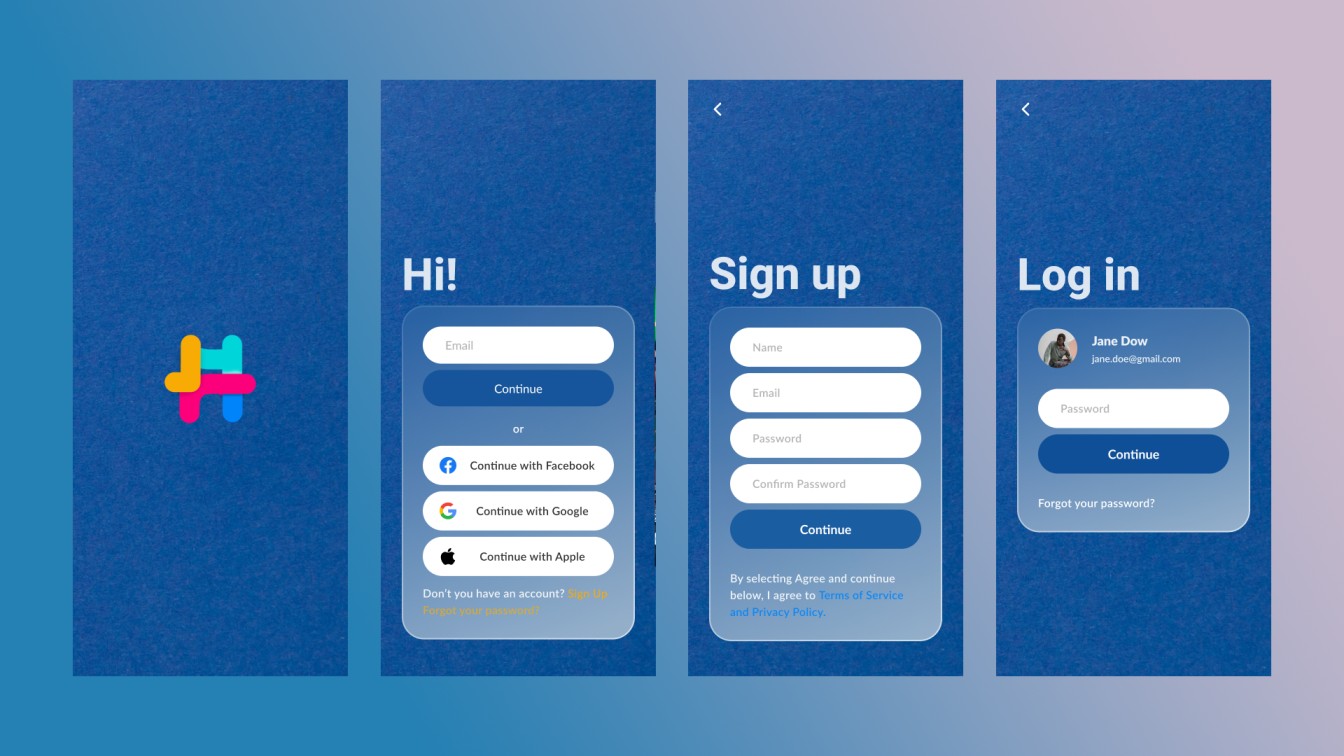 Hi!
Email
Continue
or
Continue with Facebook
Continue with Google
Continue with Apple
Don't you have an account? Sign Up
Forgot your password?
Sign up
Name
Email
Password
Confirm Password
Continue
By selecting Agree and continue
below, I agree to Terms of Service
and Privacy Policy.
Log in
Jane Dow
jane.doe@gmail.com
Password
Continue
Forgot your password?